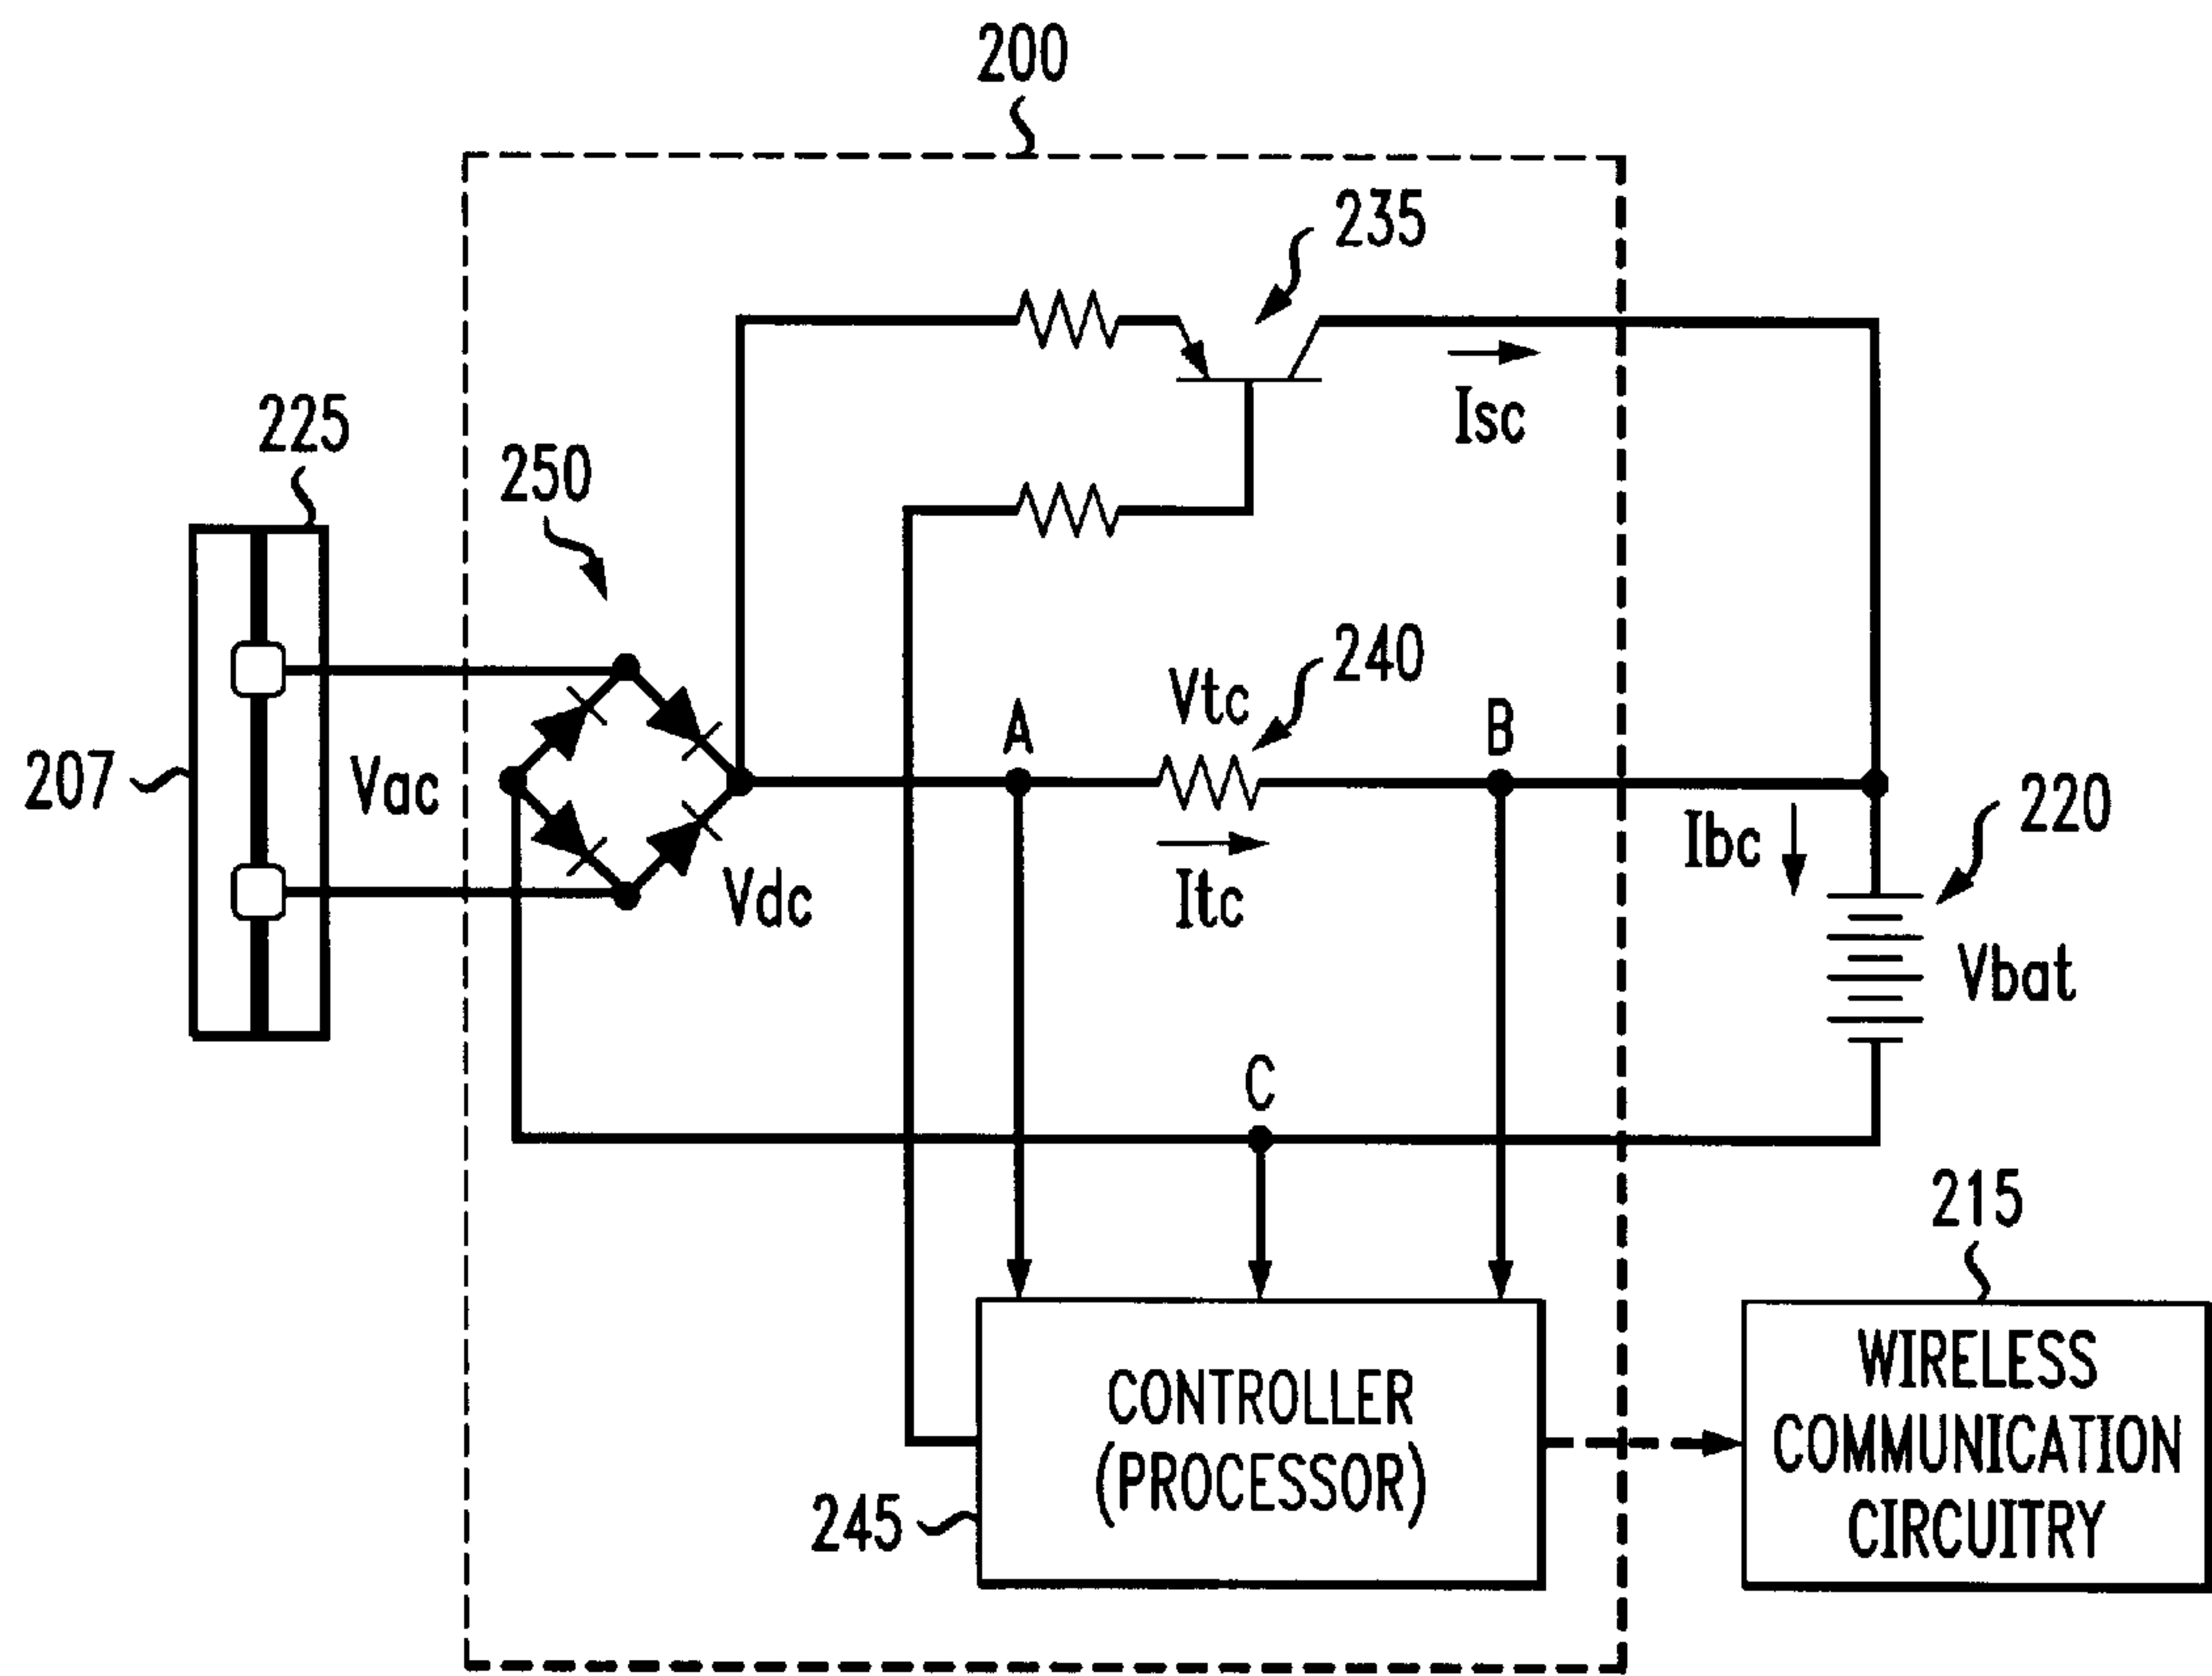 200
235
Isc
225
250
Vtc
240
A
B
207
Vac
Vdc
Itc
Ibc
220
Vbat
C
215
CONTROLLER
(PROCESSOR)
245
WIRELESS
COMMUNICATION
CIRCUITRY